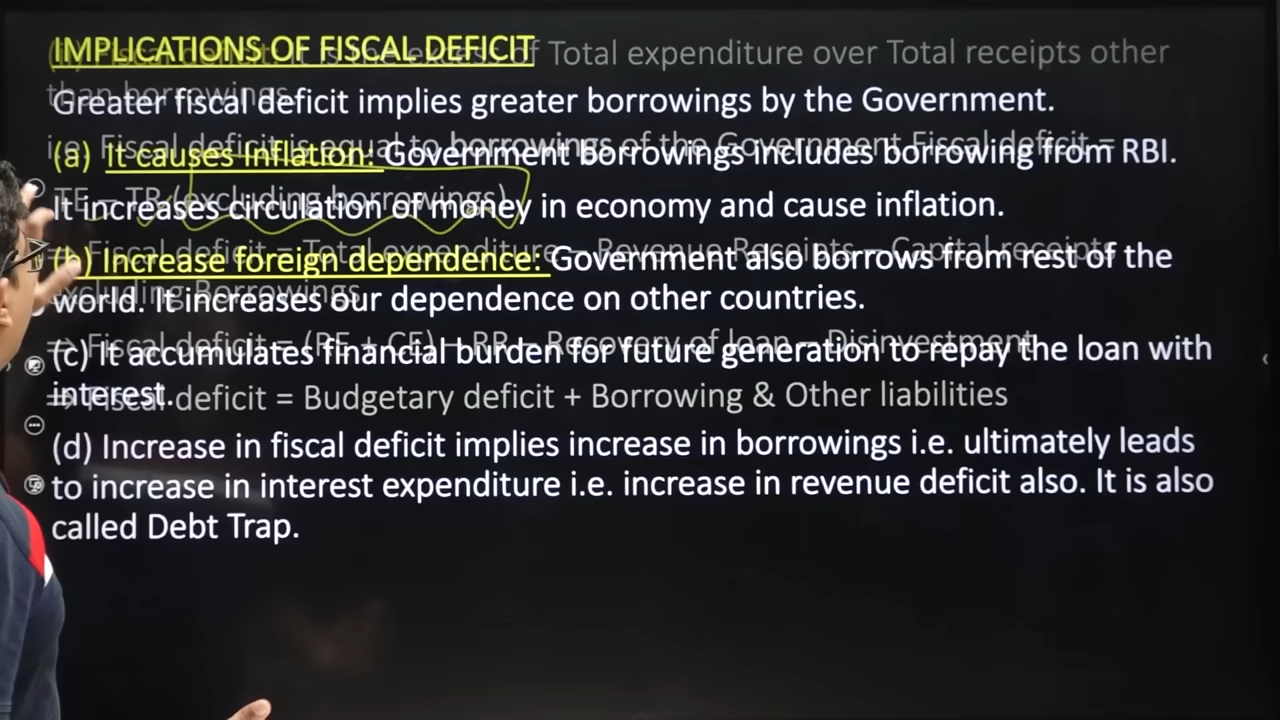 IMPLICATIONS OF FISCAL DEFICIT
Fiscal deficit: It is the excess of Total expenditure over Total receipts other
than borrowings.
Greater fiscal deficit implies greater borrowings by the Government.
i.e. Fiscal deficit is equal to borrowings of the Government Fiscal deficit =
(a) It causes Inflation: Government borrowings includes borrowing from RBI.
TE – TR (excluding borrowings)
It increases circulation of money in economy and cause inflation.
Fiscal deficit = Total expenditure – Revenue Receipts – Capital receipts
(b) Increase foreign dependence: Government also borrows from rest of the
excluding Borrowings
world. It increases our dependence on other countries.
⇒ Fiscal deficit = (RE + CE) – RR – Recovery of loan – Disinvestment
(c) It accumulates financial burden for future generation to repay the loan with
interest.
⇒ Fiscal deficit = Budgetary deficit + Borrowing & Other liabilities
(d) Increase in fiscal deficit implies increase in borrowings i.e. ultimately leads
to increase in interest expenditure i.e. increase in revenue deficit also. It is also
called Debt Trap.